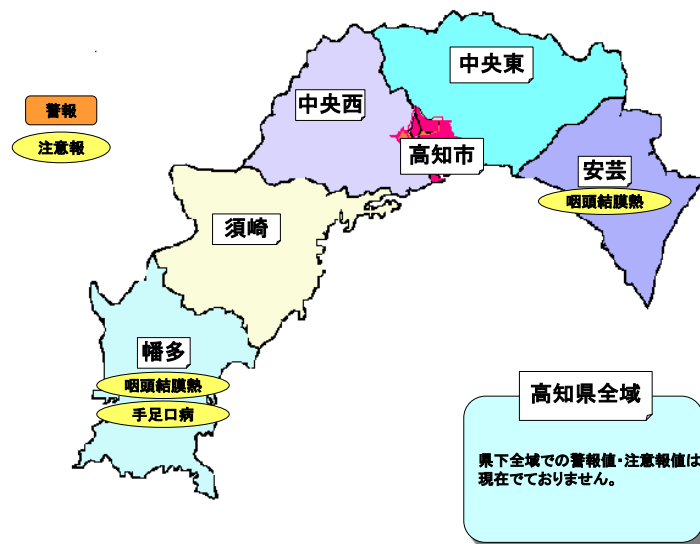 中央東
中央西
警報
注意報
高知市
安芸
咽頭結膜熱
須崎
幡多
咽頭結膜熱
手足口病
高知県全域
県下全域での警報値・注意報値は
現在でておりません。